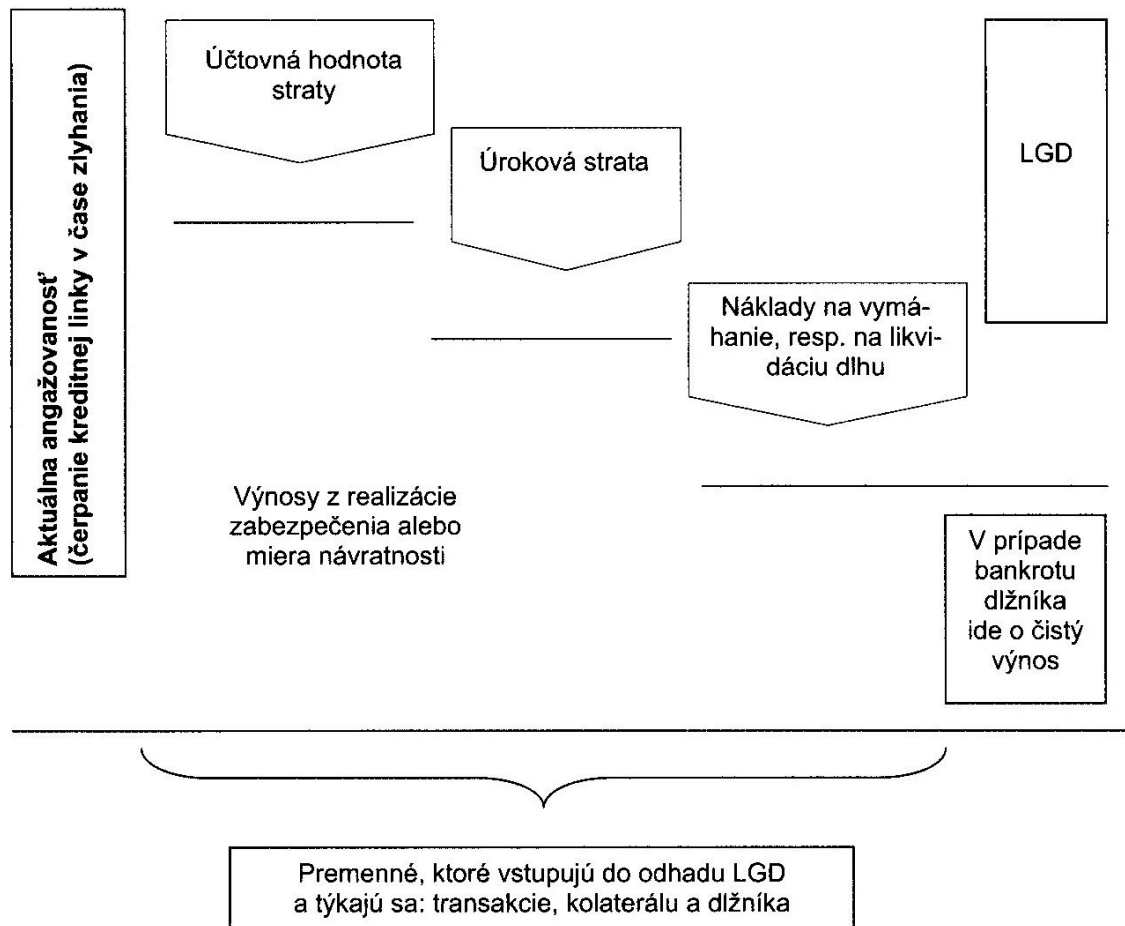 Aktuálna angažovanosť
(čerpanie kreditnej linky v čase zlyhania)
Účtovná hodnota
straty
Úroková strata
LGD
Náklady na vymá-
hanie, resp. na likvi-
dáciu dlhu
Výnosy z realizácie
zabezpečenia alebo
miera návratnosti
V prípade
bankrotu
dlžníka
ide o čistý
výnos
Premenné, ktoré vstupujú do odhadu LGD
a týkajú sa: transakcie, kolaterálu a dlžníka